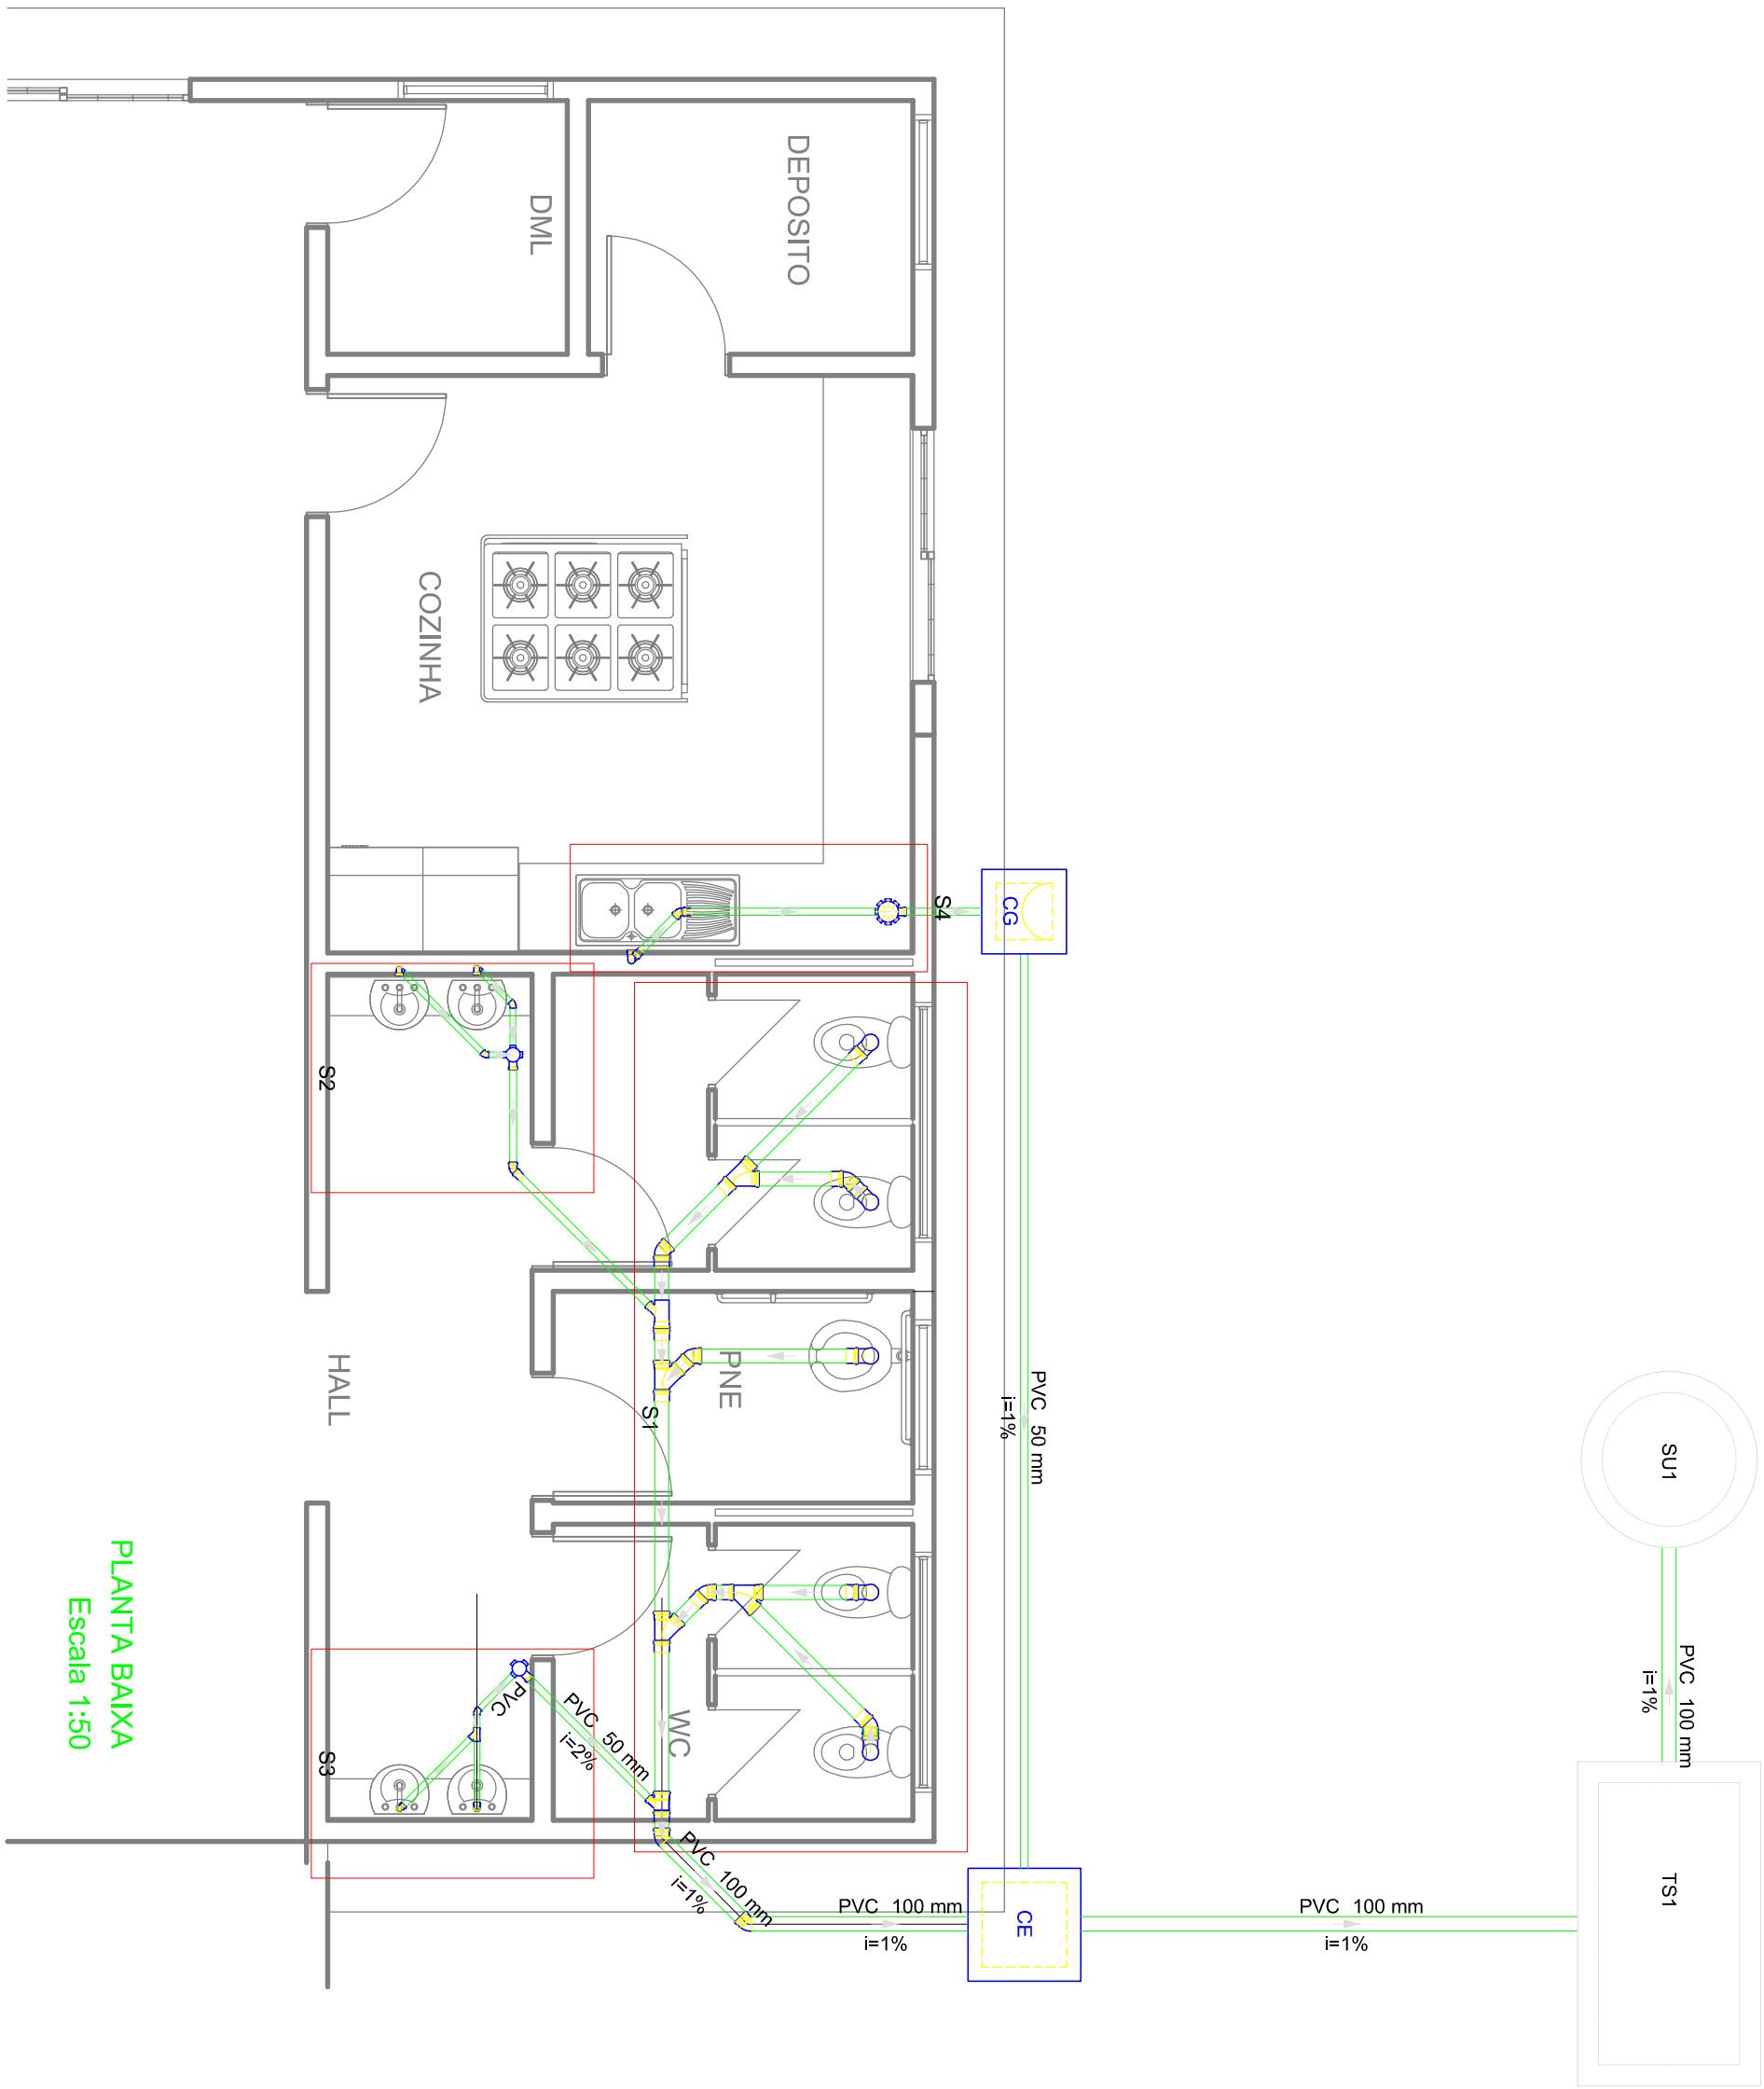 DEPOSITO
DML
COZINHA
S4
CG
S2
HALL
PNE
S1
PVC 50 mm
i=1%
SU1
PVC 100 mm
i=1%
TS1
PLANTA BAIXA
Escala 1:50
S3
PVC
PVC 50 mm
i=2%
WC
PVC 100 mm
i=1%
PVC 100 mm
i=1%
CE
PVC 100 mm
i=1%